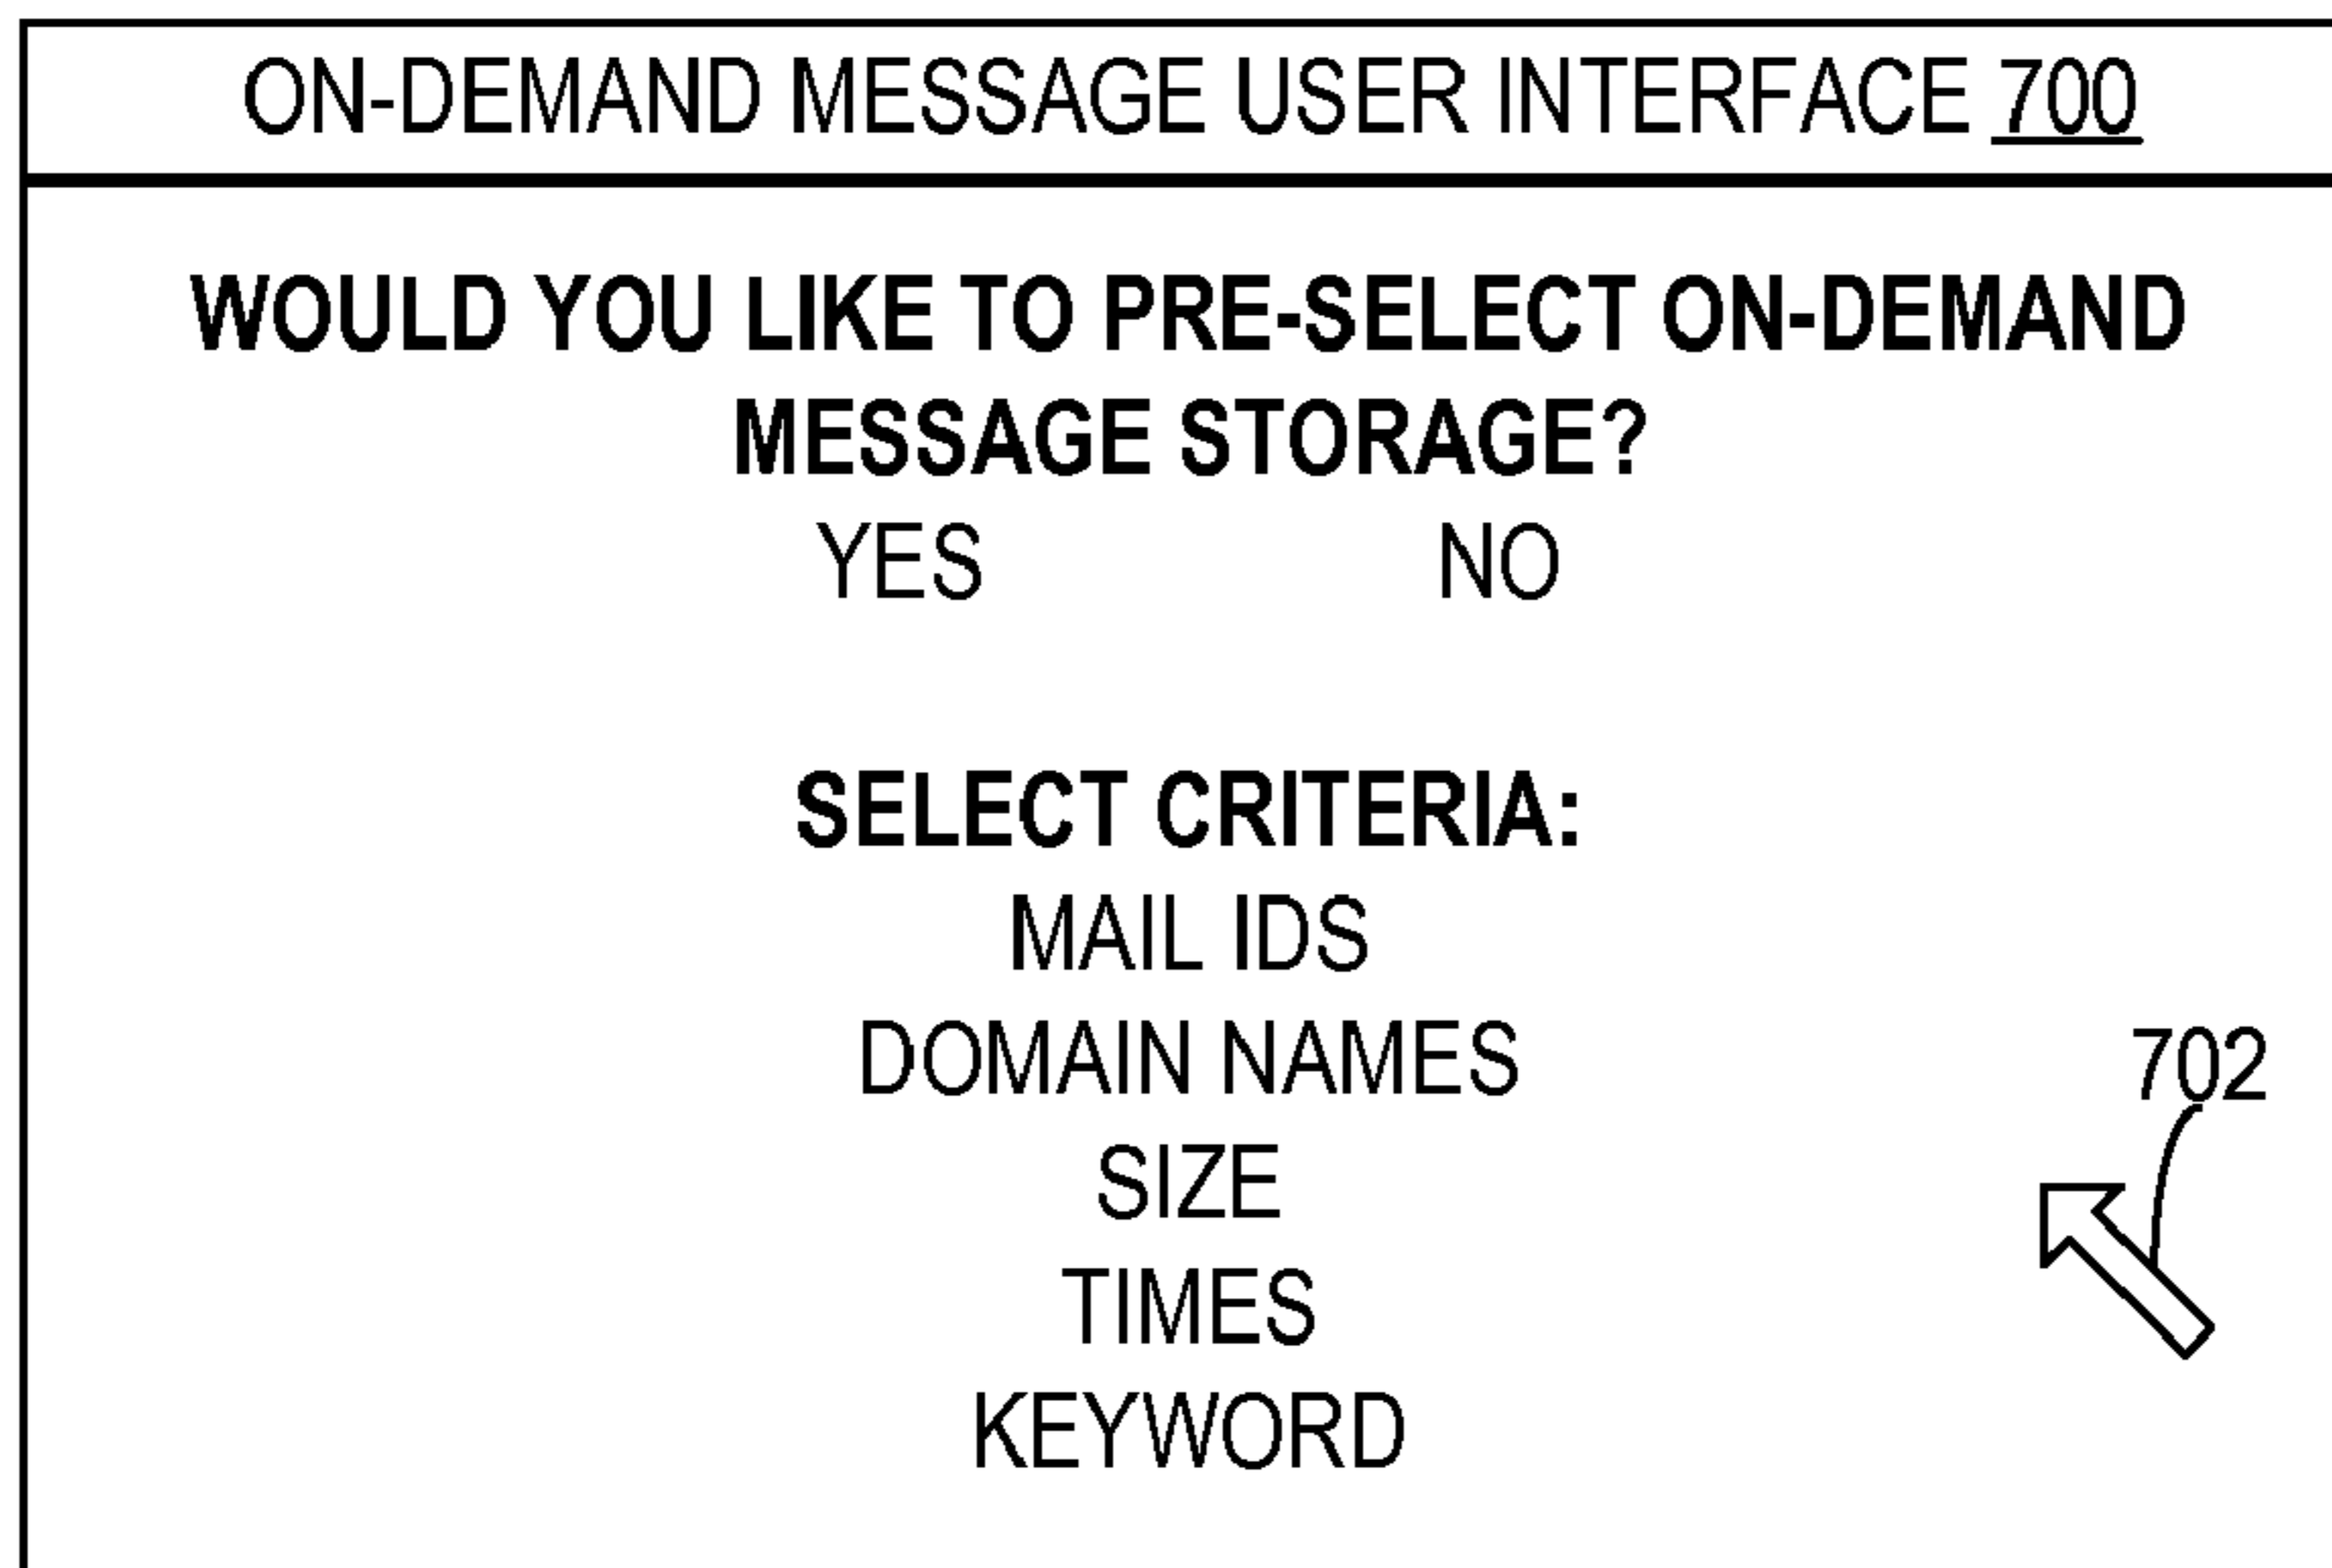 ON-DEMAND MESSAGE USER INTERFACE 700
WOULD YOU LIKE TO PRE-SELECT ON-DEMAND
MESSAGE STORAGE?
YES NO
SELECT CRITERIA:
MAIL IDS
DOMAIN NAMES
702
SIZE
TIMES
KEYWORD